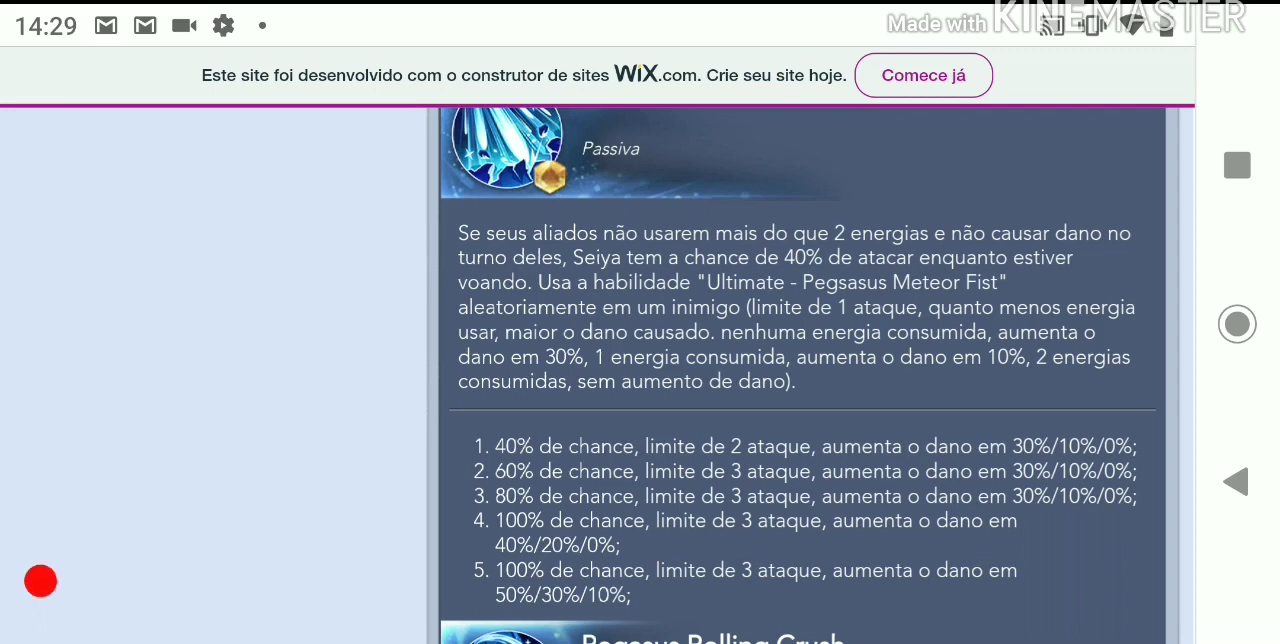 14:29
Made with KINEMASTER
Este site foi desenvolvido com o construtor de sites WiX.com. Crie seu site hoje.
Comece já
Passiva
Se seus aliados não usarem mais do que 2 energias e não causar dano no
turno deles, Seiya tem a chance de 40% de atacar enquanto estiver
voando. Usa a habilidade "Ultimate - Pegsasus Meteor Fist"
aleatoriamente em um inimigo (limite de 1 ataque, quanto menos energia
usar, maior o dano causado. nenhuma energia consumida, aumenta o
dano em 30%, 1 energia consumida, aumenta o dano em 10%, 2 energias
consumidas, sem aumento de dano).
1. 40% de chance, limite de 2 ataque, aumenta o dano em 30%/10%/0%;
2. 60% de chance, limite de 3 ataque, aumenta o dano em 30%/10%/0%;
3. 80% de chance, limite de 3 ataque, aumenta o dano em 30%/10%/0%;
4. 100% de chance, limite de 3 ataque, aumenta o dano em
40%/20%/0%;
5. 100% de chance, limite de 3 ataque, aumenta o dano em
50%/30%/10%;
Pegasus Rolling Crush